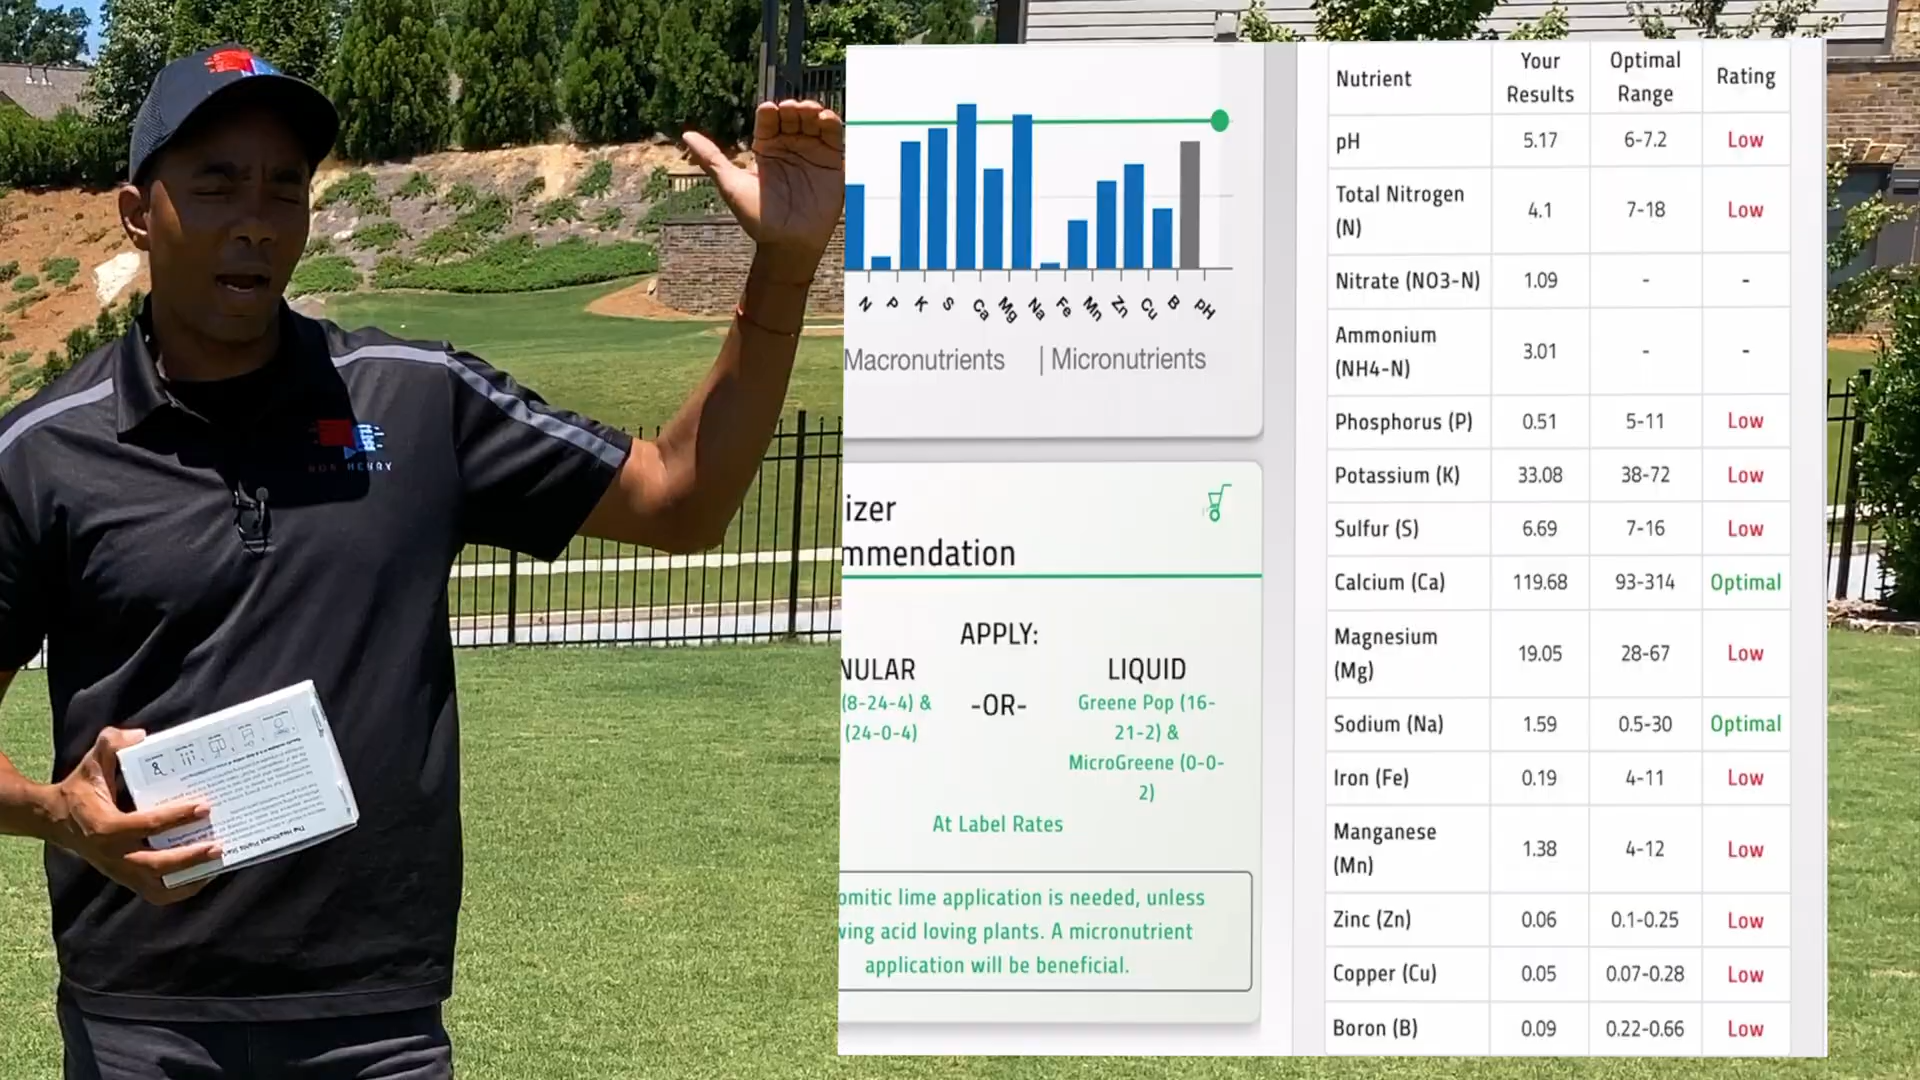 RON HENRY
The Healthiest Plants Start
N P K S Ca Mg Na Fe Mn Zn Cu B pH
Macronutrients | Micronutrients
izer
mmendation
APPLY:
NULAR
(8-24-4) &
(24-0-4)
-OR-
LIQUID
Greene Pop (16-
21-2) &
MicroGreene (0-0-
2)
At Label Rates
omitic lime application is needed, unless
wing acid loving plants. A micronutrient
application will be beneficial.
Nutrient Your Results Optimal Range Rating
pH 5.17 6-7.2 Low
Total Nitrogen (N) 4.1 7-18 Low
Nitrate (NO3-N) 1.09 - -
Ammonium (NH4-N) 3.01 - -
Phosphorus (P) 0.51 5-11 Low
Potassium (K) 33.08 38-72 Low
Sulfur (S) 6.69 7-16 Low
Calcium (Ca) 119.68 93-314 Optimal
Magnesium (Mg) 19.05 28-67 Low
Sodium (Na) 1.59 0.5-30 Optimal
Iron (Fe) 0.19 4-11 Low
Manganese (Mn) 1.38 4-12 Low
Zinc (Zn) 0.06 0.1-0.25 Low
Copper (Cu) 0.05 0.07-0.28 Low
Boron (B) 0.09 0.22-0.66 Low